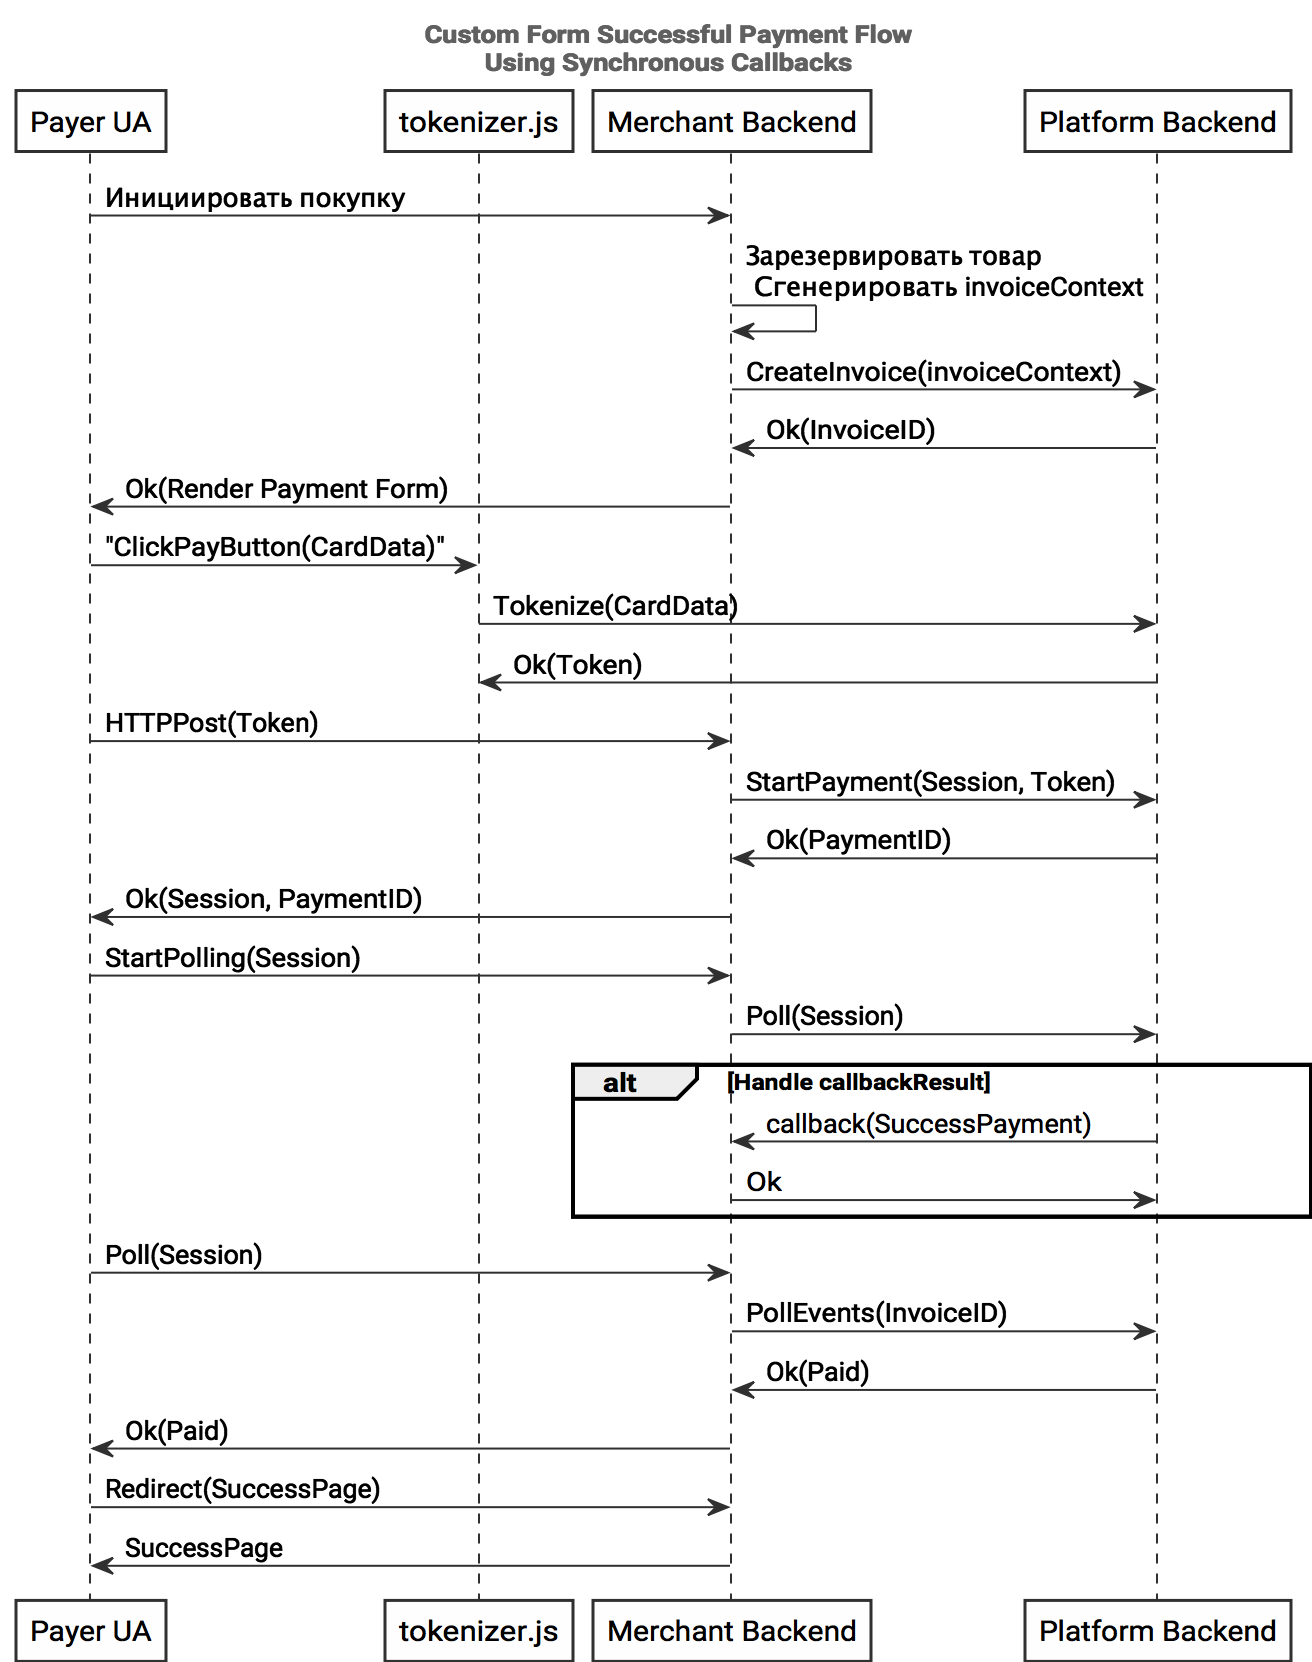 Custom Form Successful Payment Flow
Using Synchronous Callbacks
Payer UA
tokenizer.js
Merchant Backend
Platform Backend
Инициировать покупку
Зарезервировать товар
Сгенерировать invoiceContext
CreateInvoice(invoiceContext)
Ok(InvoiceID)
Ok(Render Payment Form)
"ClickPayButton(CardData)"
Tokenize(CardData)
Ok(Token)
HTTPPost(Token)
StartPayment(Session, Token)
Ok(PaymentID)
Ok(Session, PaymentID)
StartPolling(Session)
Poll(Session)
alt
[Handle callbackResult]
callback(SuccessPayment)
Ok
Poll(Session)
PollEvents(InvoiceID)
Ok(Paid)
Ok(Paid)
Redirect(SuccessPage)
SuccessPage
Payer UA
tokenizer.js
Merchant Backend
Platform Backend